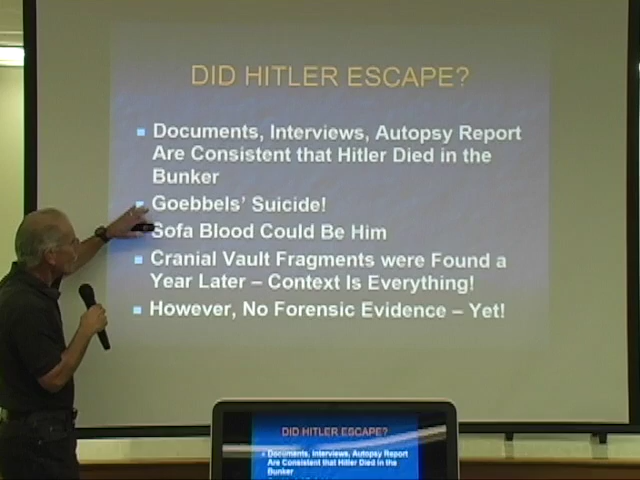 DID HITLER ESCAPE?
Documents, Interviews, Autopsy Report
Are Consistent that Hitler Died in the
Bunker
Goebbels' Suicide!
Sofa Blood Could Be Him
Cranial Vault Fragments were Found a
Year Later – Context Is Everything!
However, No Forensic Evidence – Yet!
DID HITLER ESCAPE?
Documents, Interviews, Autopsy Report
Are Consistent that Hitler Died in the
Bunker